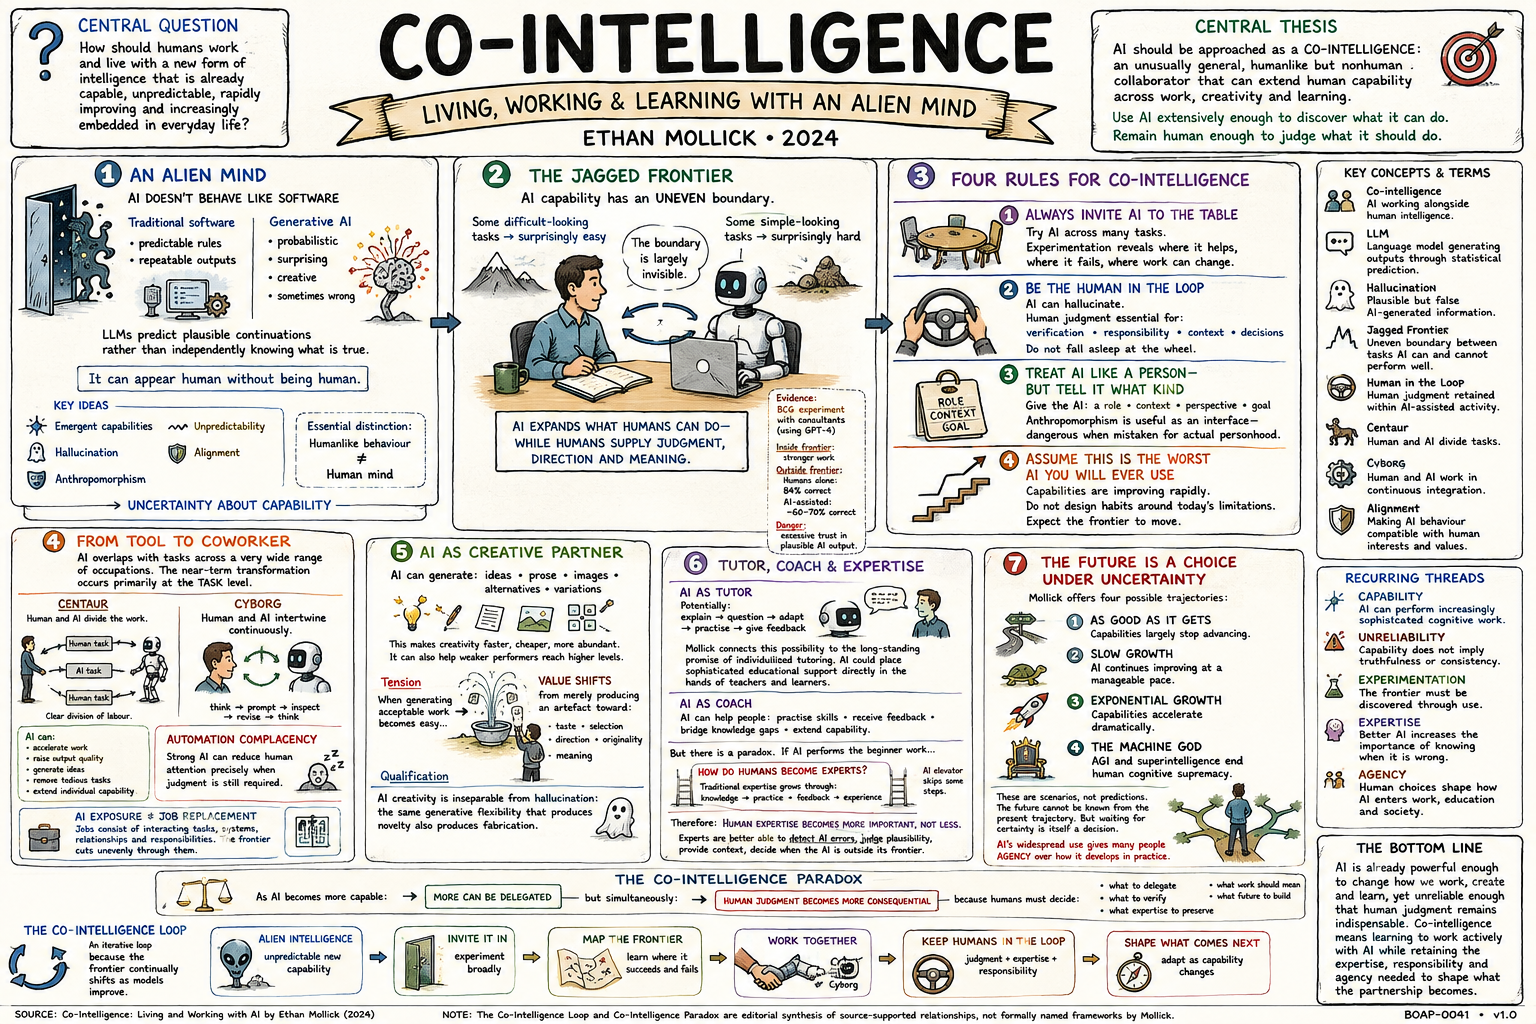 CENTRAL QUESTION
How should humans work
and live with a new form of
intelligence that is already
capable, unpredictable, rapidly
improving and increasingly
embedded in everyday life?
CO-INTELLIGENCE
LIVING, WORKING & LEARNING WITH AN ALIEN MIND
ETHAN MOLLICK • 2024
CENTRAL THESIS
AI should be approached as a CO-INTELLIGENCE:
an unusually general, humanlike but nonhuman .
collaborator that can extend human capability
across work, creativity and learning.
Use AI extensively enough to discover what it can do.
Remain human enough to judge what it should do.
1 AN ALIEN MIND
AI DOESN'T BEHAVE LIKE SOFTWARE
Traditional software
• predictable rules
• repeatable outputs
Generative AI
• probabilistic
• surprising
• creative
• sometimes wrong
LLMs predict plausible continuations
rather than independently knowing what is true.
It can appear human without being human.
KEY IDEAS
Emergent capabilities
Unpredictability
Hallucination
Alignment
Anthropomorphism
Essential distinction:
Humanlike behaviour
≠
Human mind
→ UNCERTAINTY ABOUT CAPABILITY
2 THE JAGGED FRONTIER
AI capability has an UNEVEN boundary.
Some difficult-looking
tasks → surprisingly easy
The boundary
is largely
invisible.
Some simple-looking
tasks → surprisingly hard
AI EXPANDS WHAT HUMANS CAN DO—
WHILE HUMANS SUPPLY JUDGMENT,
DIRECTION AND MEANING.
Evidence:
BCG experiment
with consultants
(using GPT-4)
Inside frontier:
stronger work
Outside frontier:
Humans alone:
84% correct
AI-assisted:
~60-70% correct
Danger:
excessive trust in
plausible AI output.
3 FOUR RULES FOR CO-INTELLIGENCE
1 ALWAYS INVITE AI TO THE TABLE
Try AI across many tasks.
Experimentation reveals where it helps,
where it fails, where work can change.
2 BE THE HUMAN IN THE LOOP
AI can hallucinate.
Human judgment essential for:
verification • responsibility • context • decisions
Do not fall asleep at the wheel.
ROLE
CONTEXT
GOAL
3 TREAT AI LIKE A PERSON—
BUT TELL IT WHAT KIND
Give the AI: a role • context • perspective • goal
Anthropomorphism is useful as an interface—
dangerous when mistaken for actual personhood.
4 ASSUME THIS IS THE WORST
AI YOU WILL EVER USE
Capabilities are improving rapidly.
Do not design habits around today's limitations.
Expect the frontier to move.
KEY CONCEPTS & TERMS
Co-intelligence
AI working alongside
human intelligence.
LLM
Language model generating
outputs through statistical
prediction.
Hallucination
Plausible but false
AI-generated information.
Jagged Frontier
Uneven boundary between
tasks AI can and cannot
perform well.
Human in the Loop
Human judgment retained
within AI-assisted activity.
Centaur
Human and AI divide tasks.
Cyborg
Human and AI work in
continuous integration.
Alignment
Making AI behaviour
compatible with human
interests and values.
4 FROM TOOL TO COWORKER
AI overlaps with tasks across a very wide range
of occupations. The near-term transformation
occurs primarily at the TASK level.
CENTAUR
Human and AI divide the work.
Human task
AI task
Human task
Clear division of labour.
CYBORG
Human and AI intertwine
continuously.
think → prompt → inspect
→ revise → think
AI can:
• accelerate work
• raise output quality
• generate ideas
• remove tedious tasks
• extend individual capability
AUTOMATION COMPLACENCY
Strong AI can reduce human
attention precisely when
judgment is still required.
z z z
AI EXPOSURE ≠ JOB REPLACEMENT
Jobs consist of interacting tasks, systems,
relationships and responsibilities. The frontier
cuts unevenly through them.
5 AI AS CREATIVE PARTNER
AI can generate: ideas • prose • images •
alternatives • variations
This makes creativity faster, cheaper, more abundant.
It can also help weaker performers reach higher levels.
Tension
When generating
acceptable work →
becomes easy...
VALUE SHIFTS
from merely producing
an artefact toward:
• taste • selection
• direction • originality
• meaning
Qualification
AI creativity is inseparable from hallucination:
the same generative flexibility that produces
novelty also produces fabrication.
6 TUTOR, COACH & EXPERTISE
AI AS TUTOR
Potentially:
explain → question → adapt
→ practise → give feedback
Mollick connects this possibility to the long-standing
promise of individuilized tutoring. AI could place
sophisticated educational support directly in the
hands of teachers and learners.
AI AS COACH
AI can help people: practise skills • receive feedback •
bridge knowledge gaps • extend capability.
But there is a paradox. If AI performs the beginner work...
HOW DO HUMANS BECOME EXPERTS?
Traditional expertise grows through:
knowledge → practice • feedback → experience
AI elevator
skips some
steps.
Therefore: HUMAN EXPERTISE BECOMES MORE IMPORTANT, NOT LESS.
Experts are better able to detect AI errors, judge plausibility,
provide context, decide when the AI is outside its frontier.
7 THE FUTURE IS A CHOICE
UNDER UNCERTAINTY
Mollick offers four possible trajectories:
1 AS GOOD AS IT GETS
Capabilities largely stop advancing.
2 SLOW GROWTH
AI continues improving at a
manageable pace.
3 EXPONENTIAL GROWTH
Capabilities accelerate
dramatically.
4 THE MACHINE GOD
AGI and superintelligence end
human cognitive supremacy.
These are scenarios, not predictions.
The future cannot be known from the
present trajectory. But waiting for
certainty is itself a decision.
AI's widespread use gives many people
AGENCY over how it develops in practice.
RECURRING THREADS
CAPABILITY
AI can perform increasingly
sophistcated cognitive work.
UNRELIABILITY
Capability does not imply
truthfulness or consistency.
EXPERIMENTATION
The frontier must be
discovered through use.
EXPERTISE
Better AI increases the
importance of knowing
when it is wrong.
AGENCY
Human choices shape how
AI enters work, education
and society.
THE CO-INTELLIGENCE PARADOX
As AI becomes more capable: → MORE CAN BE DELEGATED — but simultaneously: → HUMAN JUDGMENT BECOMES MORE CONSEQUENTIAL — because humans must decide:
• what to delegate
• what to verify
• what expertise to preserve
• what work should mean
• what future to build
THE CO-INTELLIGENCE LOOP
An iterative loop
because the
frontier continually
shifts as models
improve.
ALIEN INTELLIGENCE
unpredictable new
capability
INVITE IT IN
experiment
broadly
MAP THE FRONTIER
learn where it
succeeds and fails
WORK TOGETHER
Cyborg
KEEP HUMANS IN THE LOOP
judgment + expertise +
responsibility
SHAPE WHAT COMES NEXT
adapt as capability
changes
THE BOTTOM LINE
AI is already powerful enough
to change how we work, create
and learn, yet unreliable enough
that human judgment remains
indispensable. Co-intelligence
means learning to work actively
with AI while retaining the
expertise, responsibility and
agency needed to shape what
the partnership becomes.
SOURCE: Co-Intelligence: Living and Working with AI by Ethan Mollick (2024)
NOTE: The Co-Intelligence Loop and Co-Intelligence Paradox are editorial synthesis of source-supported relationships, not formally named frameworks by Mollick.
BOAP-0041 • v1.0